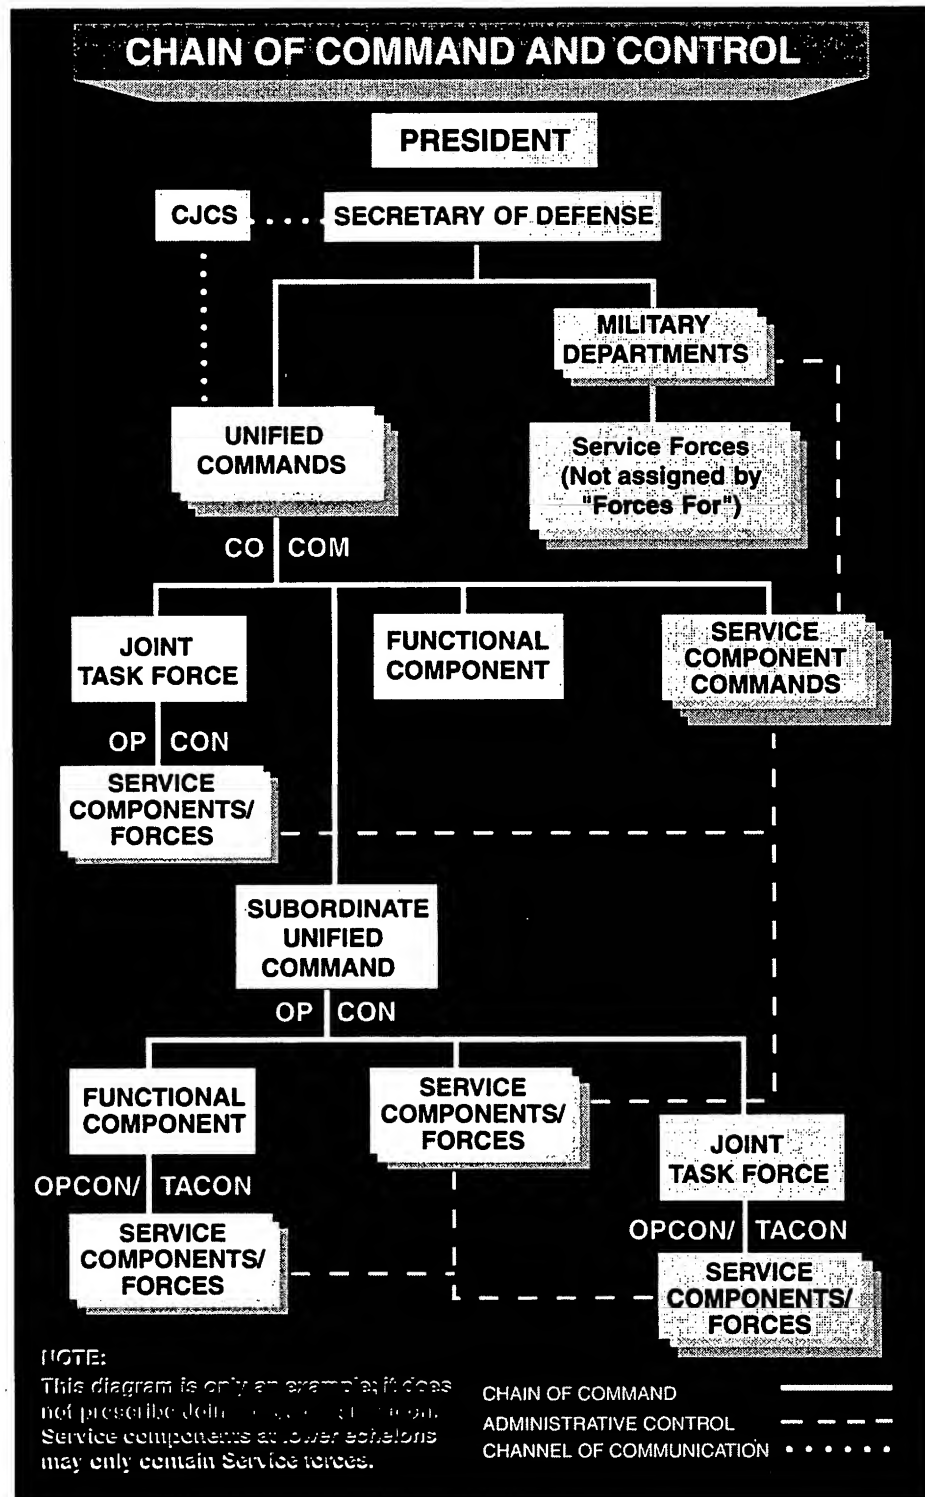 CHAIN OF COMMAND AND CONTROL
PRESIDENT
CJCS
SECRETARY OF DEFENSE
MILITARY
DEPARTMENTS
UNIFIED
COMMANDS
Service Forces
(Not assigned by
"Forces For")
CO COM
JOINT
TASK FORCE
FUNCTIONAL
COMPONENT
SERVICE
COMPONENT
COMMANDS
OP CON
SERVICE
COMPONENTS/
FORCES
SUBORDINATE
UNIFIED
COMMAND
OP CON
FUNCTIONAL
COMPONENT
SERVICE
COMPONENTS/
FORCES
JOINT
TASK FORCE
OPCON/ TACON
SERVICE
COMPONENTS/
FORCES
OPCON/ TACON
SERVICE
COMPONENTS/
FORCES
NOTE:
This diagram is only an example; it does
not prescribe
Service components at lower echelons
may only contain Service forces.
CHAIN OF COMMAND
ADMINISTRATIVE CONTROL
CHANNEL OF COMMUNICATION